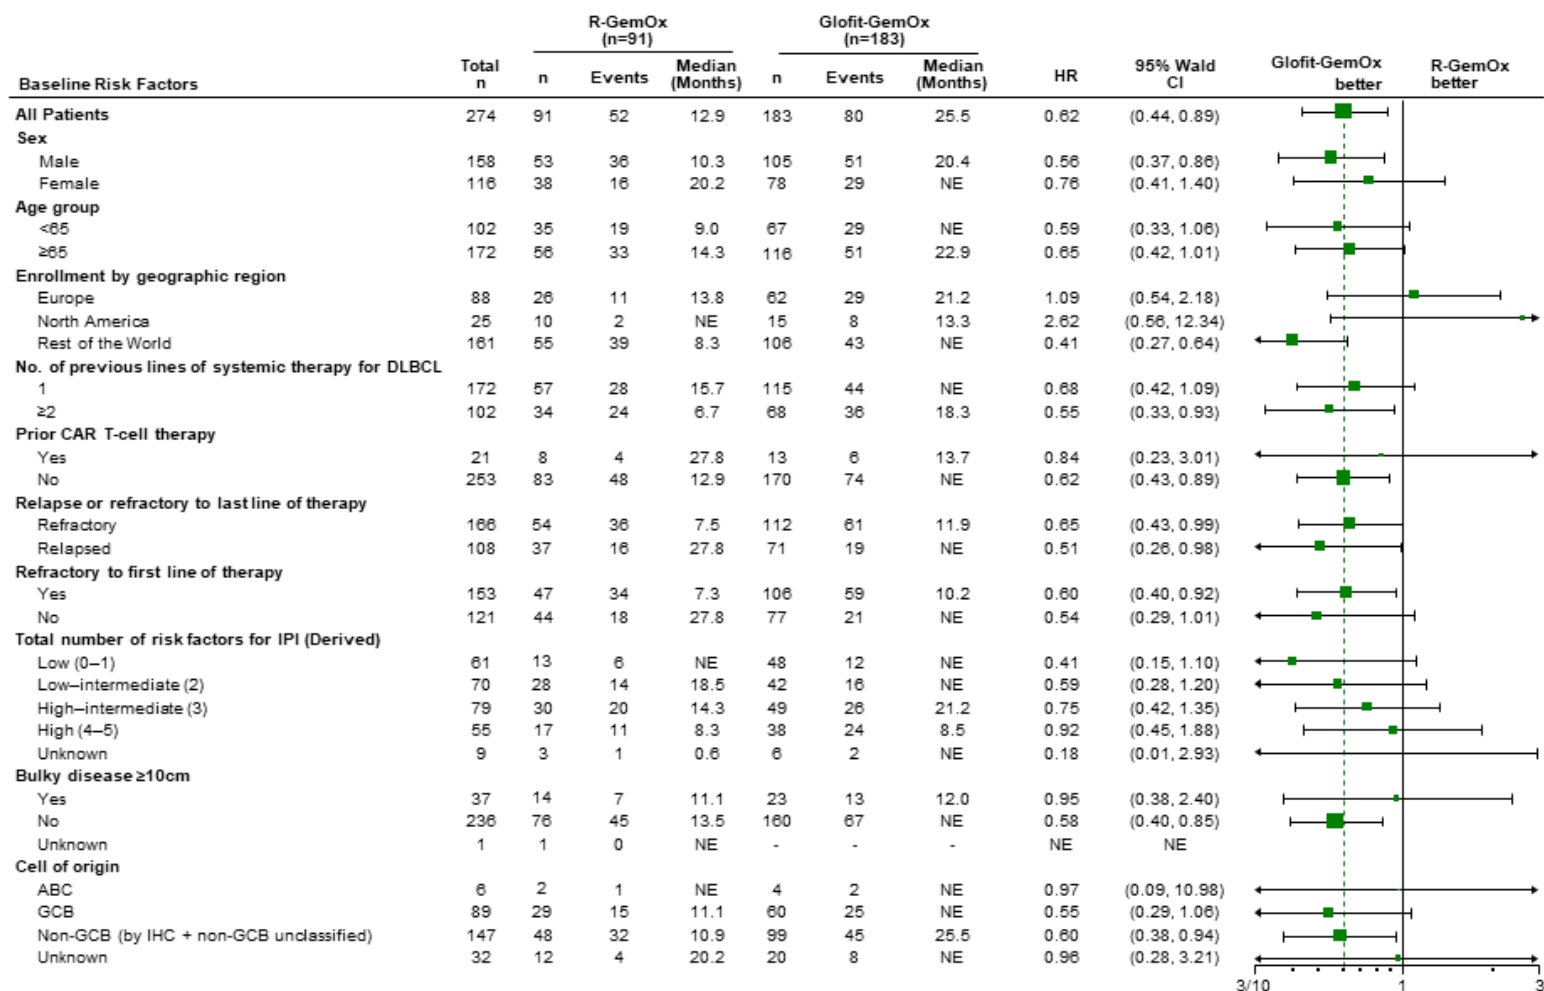 R-GemOx Glofit-GemOx
(n=91) (n=183)
Baseline Risk Factors Total n n Events Median (Months) n Events Median (Months) HR 95% Wald CI Glofit-GemOx better R-GemOx better
All Patients 274 91 52 12.9 183 80 25.5 0.62 (0.44, 0.89)
Sex
Male 158 53 36 10.3 105 51 20.4 0.56 (0.37, 0.86)
Female 116 38 16 20.2 78 29 NE 0.76 (0.41, 1.40)
Age group
<65 102 35 19 9.0 67 29 NE 0.59 (0.33, 1.06)
≥65 172 56 33 14.3 116 51 22.9 0.65 (0.42, 1.01)
Enrollment by geographic region
Europe 88 26 11 13.8 62 29 21.2 1.09 (0.54, 2.18)
North America 25 10 2 NE 15 8 13.3 2.62 (0.56, 12.34)
Rest of the World 161 55 39 8.3 106 43 NE 0.41 (0.27, 0.64)
No. of previous lines of systemic therapy for DLBCL
1 172 57 28 15.7 115 44 NE 0.68 (0.42, 1.09)
≥2 102 34 24 6.7 68 36 18.3 0.55 (0.33, 0.93)
Prior CAR T-cell therapy
Yes 21 8 4 27.8 13 6 13.7 0.84 (0.23, 3.01)
No 253 83 48 12.9 170 74 NE 0.62 (0.43, 0.89)
Relapse or refractory to last line of therapy
Refractory 166 54 36 7.5 112 61 11.9 0.65 (0.43, 0.99)
Relapsed 108 37 16 27.8 71 19 NE 0.51 (0.26, 0.98)
Refractory to first line of therapy
Yes 153 47 34 7.3 106 59 10.2 0.60 (0.40, 0.92)
No 121 44 18 27.8 77 21 NE 0.54 (0.29, 1.01)
Total number of risk factors for IPI (Derived)
Low (0–1) 61 13 6 NE 48 12 NE 0.41 (0.15, 1.10)
Low–intermediate (2) 70 28 14 18.5 42 16 NE 0.59 (0.28, 1.20)
High–intermediate (3) 79 30 20 14.3 49 26 21.2 0.75 (0.42, 1.35)
High (4–5) 55 17 11 8.3 38 24 8.5 0.92 (0.45, 1.88)
Unknown 9 3 1 0.6 6 2 NE 0.18 (0.01, 2.93)
Bulky disease ≥10cm
Yes 37 14 7 11.1 23 13 12.0 0.95 (0.38, 2.40)
No 236 76 45 13.5 160 67 NE 0.58 (0.40, 0.85)
Unknown 1 1 0 NE - - - NE NE
Cell of origin
ABC 6 2 1 NE 4 2 NE 0.97 (0.09, 10.98)
GCB 89 29 15 11.1 60 25 NE 0.55 (0.29, 1.06)
Non-GCB (by IHC + non-GCB unclassified) 147 48 32 10.9 99 45 25.5 0.60 (0.38, 0.94)
Unknown 32 12 4 20.2 20 8 NE 0.96 (0.28, 3.21)
3/10 1 3